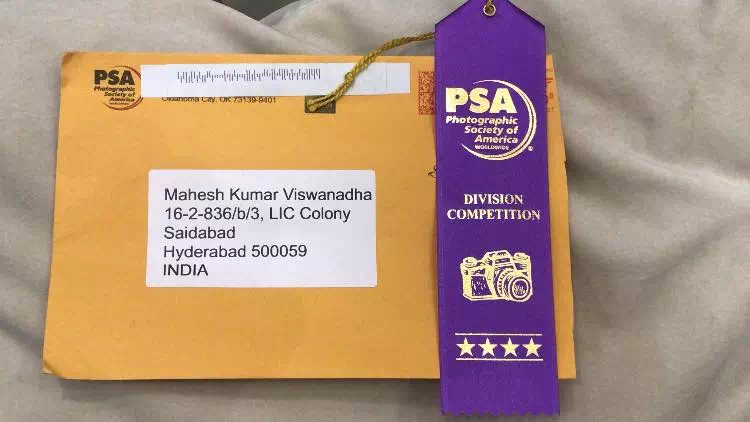 PSA
Photographic
Society of
America
Oklahoma City, OK 73139-9401
Mahesh Kumar Viswanadha
16-2-836/b/3, LIC Colony
Saidabad
Hyderabad 500059
INDIA
PSA
Photographic
Society of
America
WORLDWIDE
®
DIVISION
COMPETITION